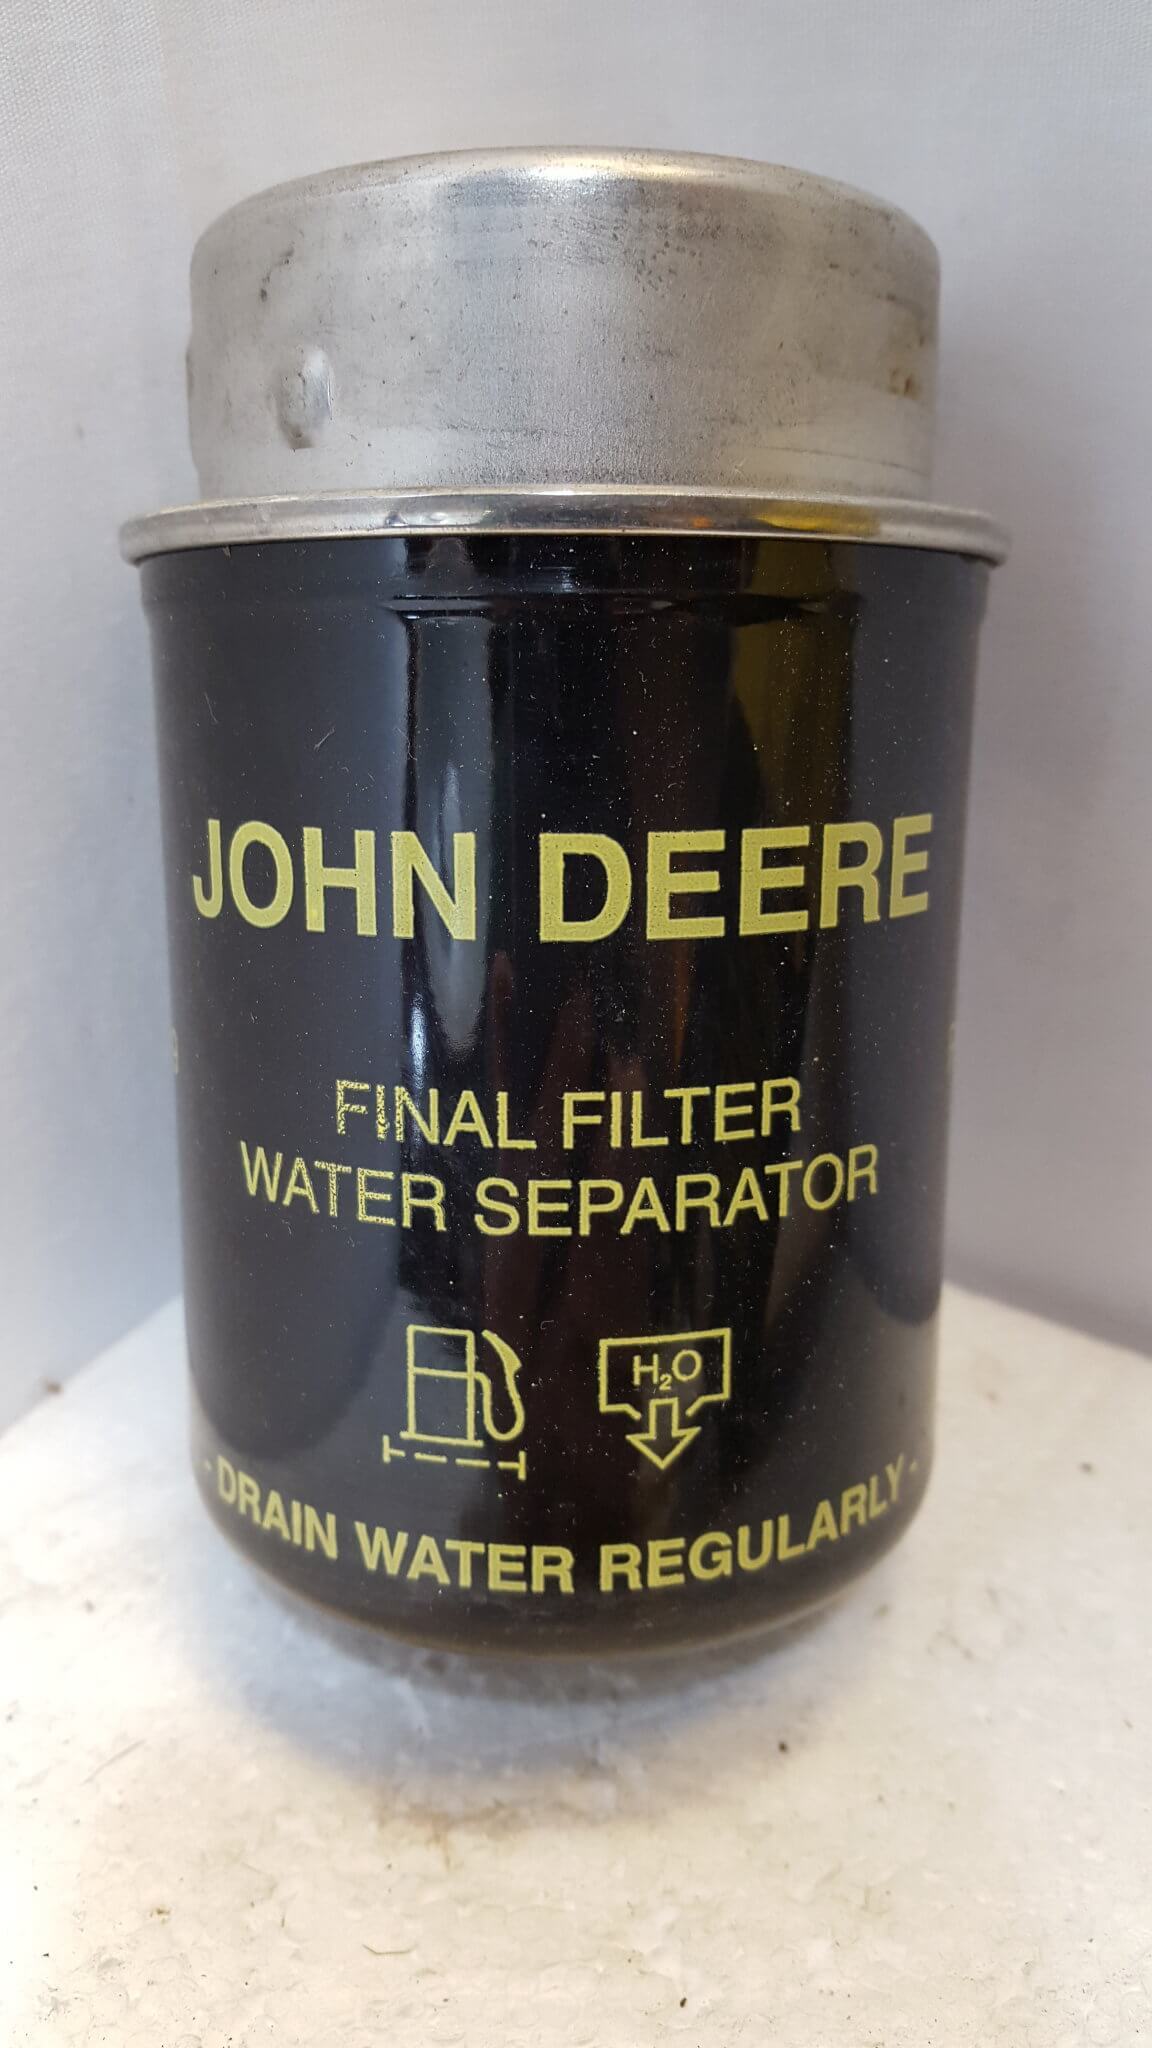 JOHN DEERE
FINAL FILTER
WATER SEPARATOR
H₂O
- DRAIN WATER REGULARLY -